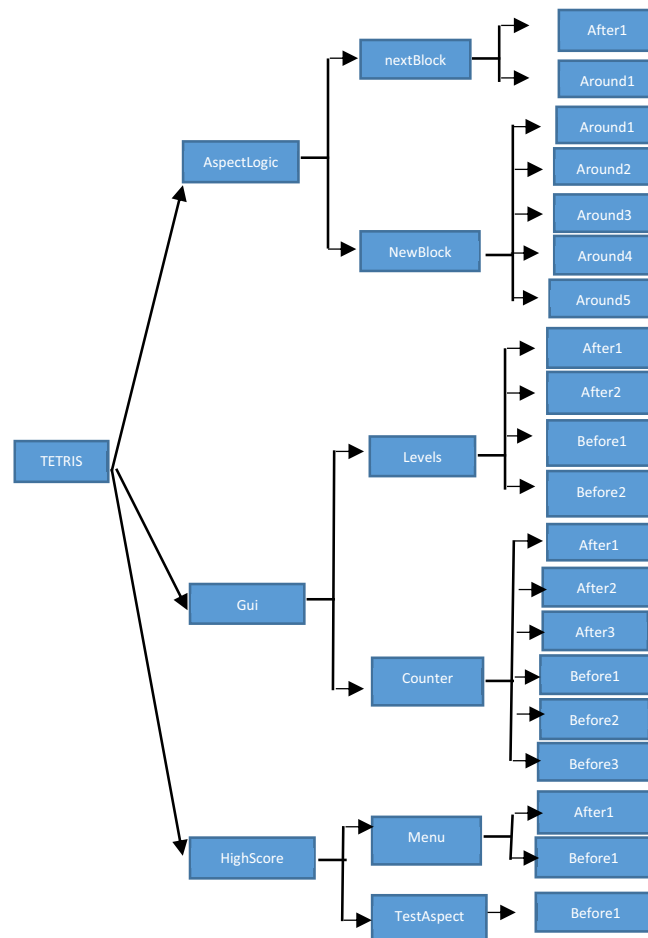 After1
nextBlock
Around1
Around1
AspectLogic
Around2
Around3
NewBlock
Around4
Around5
After1
After2
TETRIS
Levels
Before1
Before2
After1
After2
Gui
After3
Counter
Before1
Before2
Before3
After1
Menu
HighScore
Before1
TestAspect
Before1